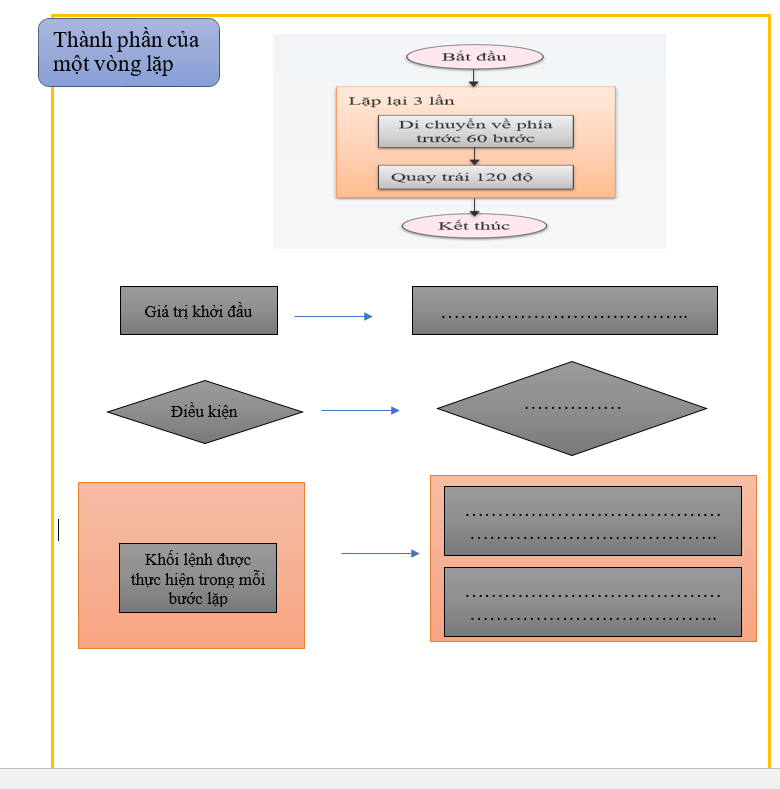 Thành phần của
một vòng lặp
Bắt đầu
Lặp lại 3 lần
Di chuyển về phía
trước 60 bước
Quay trái 120 độ
Kết thúc
Giá trị khởi đầu
………………………………..
Điều kiện
……………
Khối lệnh được
thực hiện trong mỗi
bước lặp
…………………………………
………………………………..
…………………………………
………………………………..